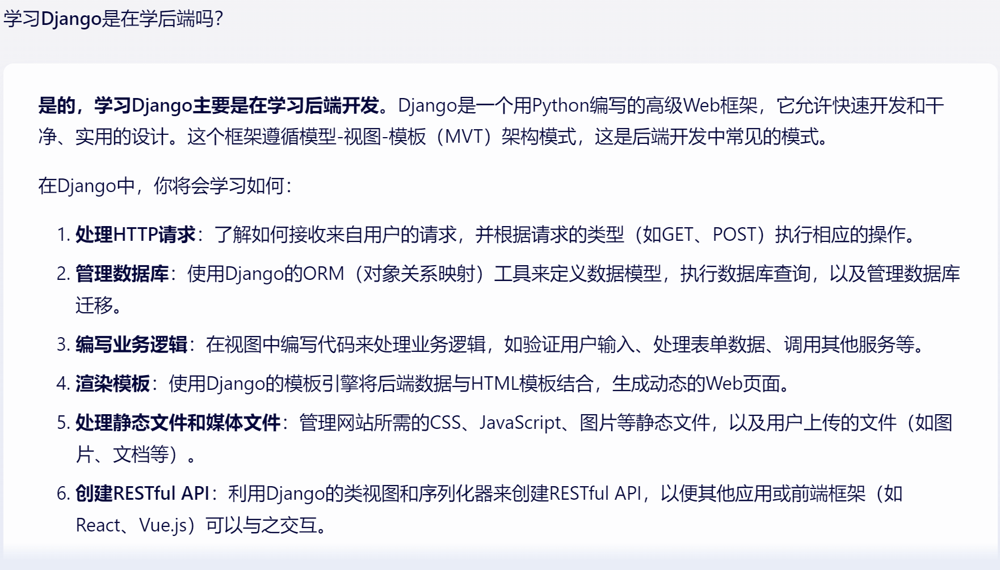 学习Django是在学后端吗？
是的，学习Django主要是在学习后端开发。Django是一个用Python编写的高级Web框架，它允许快速开发和干
净、实用的设计。这个框架遵循模型-视图-模板（MVT）架构模式，这是后端开发中常见的模式。
在Django中，你将会学习如何：
1. 处理HTTP请求：了解如何接收来自用户的请求，并根据请求的类型（如GET、POST）执行相应的操作。
2. 管理数据库：使用Django的ORM（对象关系映射）工具来定义数据模型，执行数据库查询，以及管理数据库
迁移。
3. 编写业务逻辑：在视图中编写代码来处理业务逻辑，如验证用户输入、处理表单数据、调用其他服务等。
4. 渲染模板：使用Django的模板引擎将后端数据与HTML模板结合，生成动态的Web页面。
5. 处理静态文件和媒体文件：管理网站所需的CSS、JavaScript、图片等静态文件，以及用户上传的文件（如图
片、文档等）。
6. 创建RESTful API：利用Django的类视图和序列化器来创建RESTful API，以便其他应用或前端框架（如
React、Vue.js）可以与之交互。